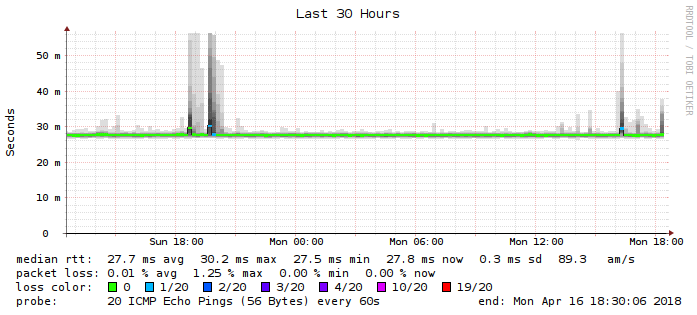 Last 30 Hours
RRDTOOL / TOBI OETIKER
Seconds
50 m
40 m
30 m
20 m
10 m
0
Sun 18:00 Mon 00:00 Mon 06:00 Mon 12:00 Mon 18:00
median rtt: 27.7 ms avg 30.2 ms max 27.5 ms min 27.8 ms now 0.3 ms sd 89.3 am/s
packet loss: 0.01 % avg 1.25 % max 0.00 % min 0.00 % now
loss color: 0 1/20 2/20 3/20 4/20 10/20 19/20
probe: 20 ICMP Echo Pings (56 Bytes) every 60s end: Mon Apr 16 18:30:06 2018